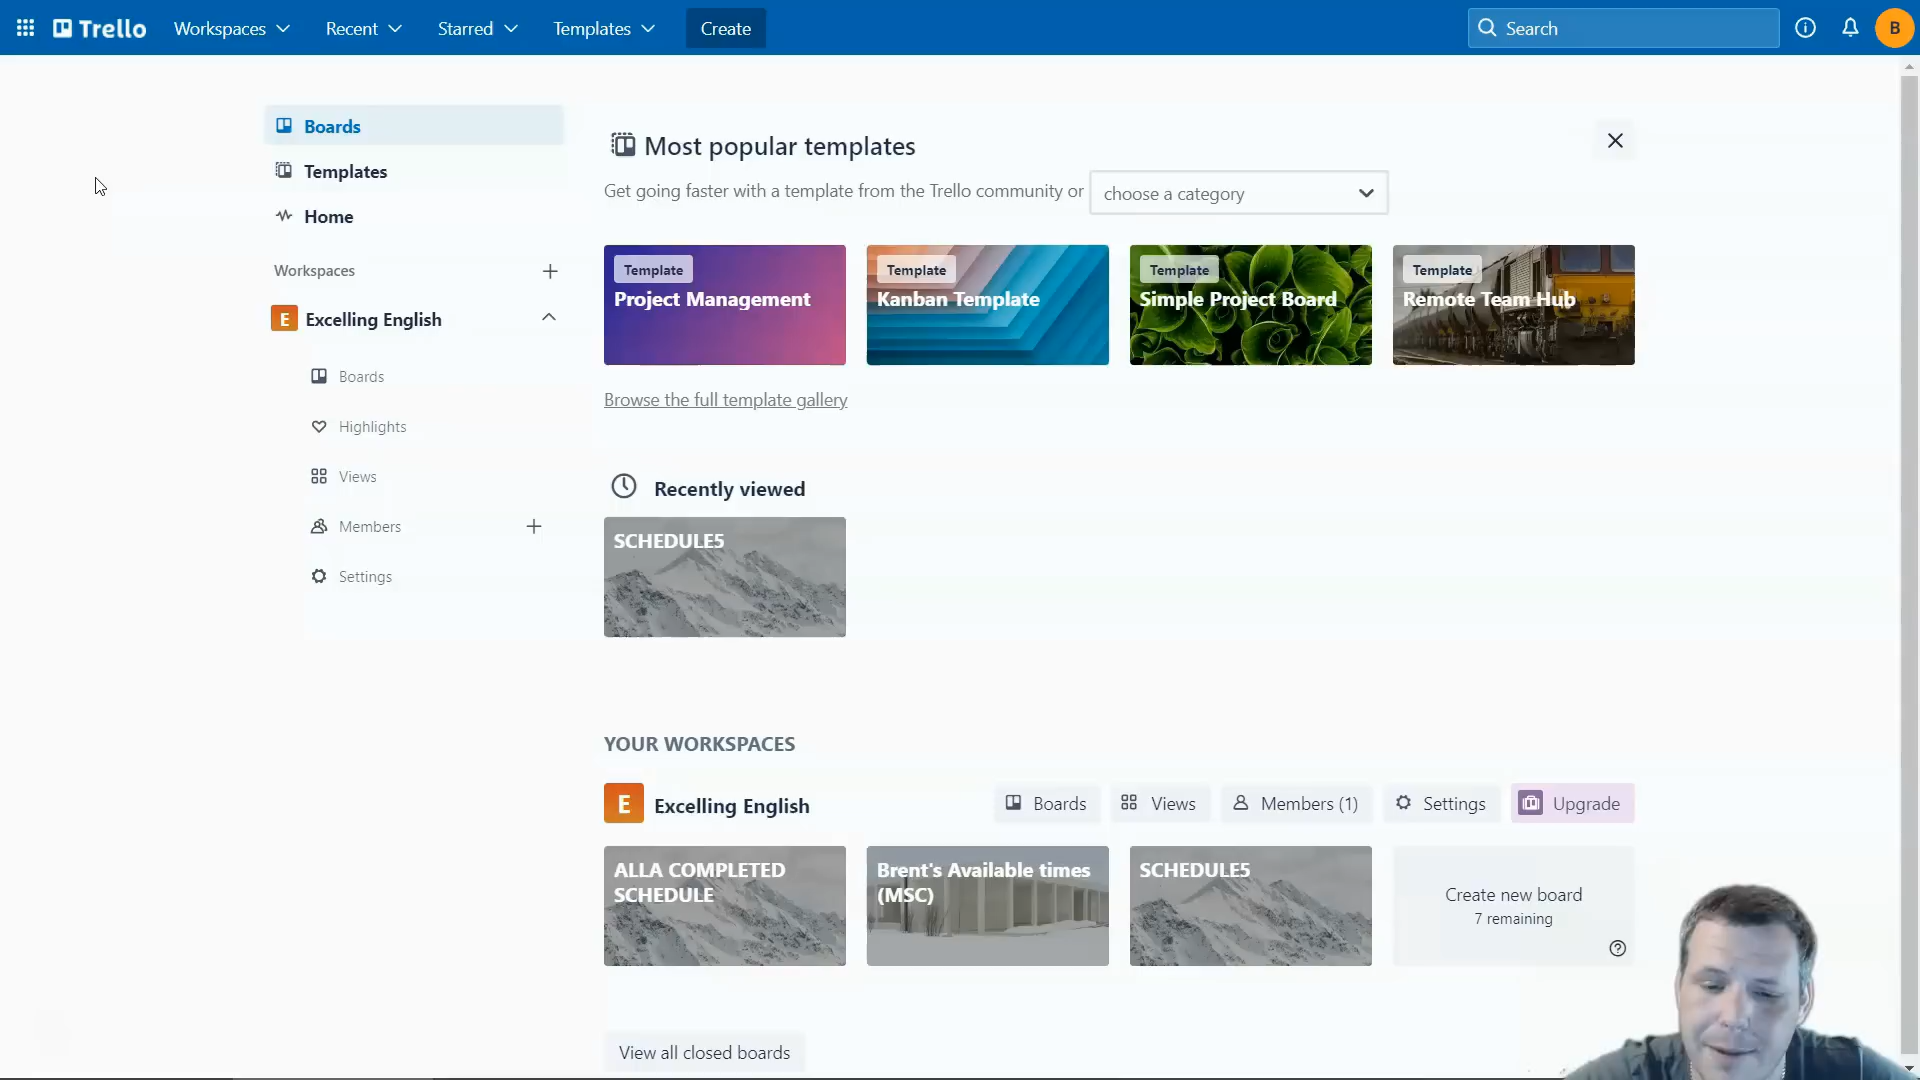 Trello
Workspaces
Recent
Starred
Templates
Create
Search
B
Boards
Templates
Home
Workspaces
E Excelling English
Boards
Highlights
Views
Members
Settings
Most popular templates
Get going faster with a template from the Trello community or choose a category
Template
Project Management
Template
Kanban Template
Template
Simple Project Board
Template
Remote Team Hub
Browse the full template gallery
Recently viewed
SCHEDULE5
YOUR WORKSPACES
E Excelling English
Boards
Views
Members (1)
Settings
Upgrade
ALLA COMPLETED
SCHEDULE
Brent's Available times
(MSC)
SCHEDULE5
Create new board
7 remaining
View all closed boards